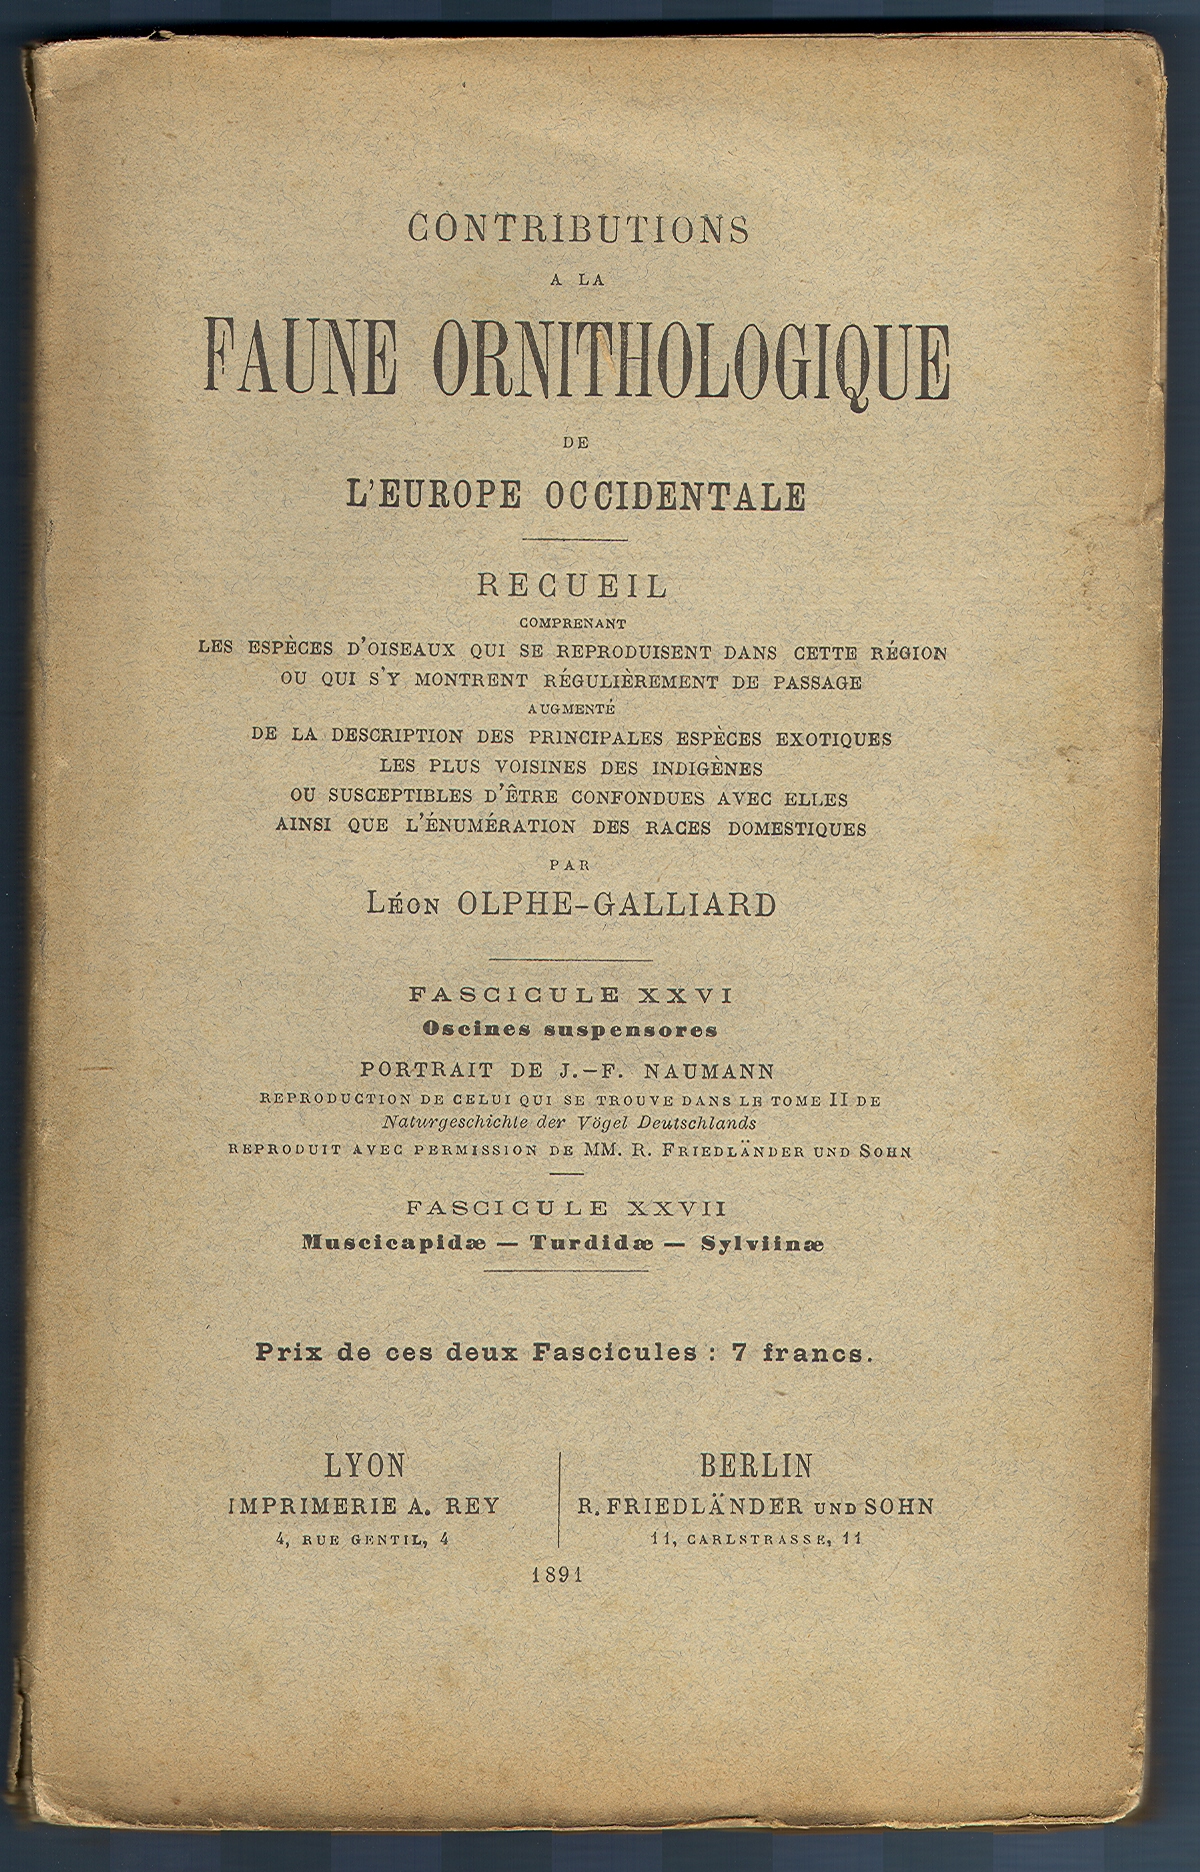 CONTRIBUTIONS
A LA
FAUNE ORNITHOLOGIQUE
DE
L'EUROPE OCCIDENTALE
RECUEIL
COMPRENANT
LES ESPÈCES D'OISEAUX QUI SE REPRODUISENT DANS CETTE RÉGION
OU QUI S'Y MONTRENT RÉGULIÈREMENT DE PASSAGE
AUGMENTÉ
DE LA DESCRIPTION DES PRINCIPALES ESPÈCES EXOTIQUES
LES PLUS VOISINES DES INDIGÈNES
OU SUSCEPTIBLES D'ÊTRE CONFONDUES AVEC ELLES
AINSI QUE L'ÉNUMÉRATION DES RACES DOMESTIQUES
PAR
LÉON OLPHE-GALLIARD
FASCICULE XXVI
Oscines suspensores
PORTRAIT DE J.-F. NAUMANN
REPRODUCTION DE CELUI QUI SE TROUVE DANS LE TOME II DE
Naturgeschichte der Vögel Deutschlands
REPRODUIT AVEC PERMISSION DE MM. R. FRIEDLÄNDER UND SOHN
FASCICULE XXVII
Muscicapidæ — Turdidæ — Sylviinæ
Prix de ces deux Fascicules : 7 francs.
LYON
IMPRIMERIE A. REY
4, RUE GENTIL, 4
BERLIN
R. FRIEDLÄNDER UND SOHN
11, CARLSTRASSE, 11
1891